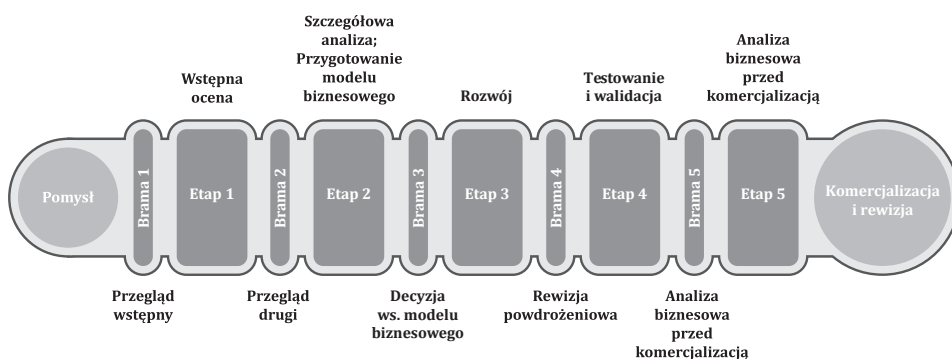 Szczegółowa
analiza;
Przygotowanie
modelu
biznesowego
Wstępna
ocena
Rozwój
Testowanie
i walidacja
Analiza
biznesowa
przed
komercjalizacją
Pomysł
Brama 1
Etap 1
Brama 2
Etap 2
Brama 3
Etap 3
Brama 4
Etap 4
Brama 5
Etap 5
Komercjalizacja
i rewizja
Przegląd
wstępny
Przegląd
drugi
Decyzja
ws. modelu
biznesowego
Rewizja
powdrożeniowa
Analiza
biznesowa
przed
komercjalizacją